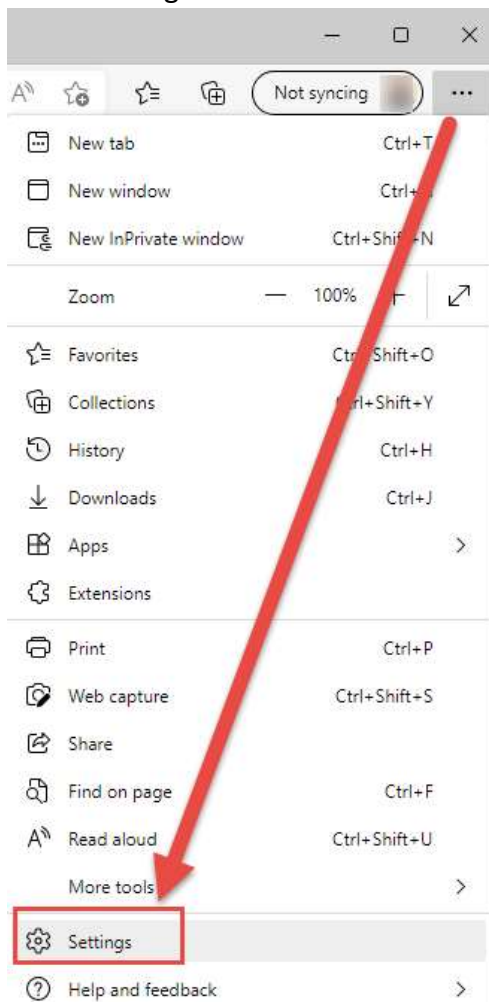 Not syncing
New tab Ctrl+T
New window
New InPrivate window Ctrl+Shift+N
Zoom — 100% +
Favorites Ctrl+Shift+O
Collections Ctrl+Shift+Y
History Ctrl+H
Downloads Ctrl+J
Apps
Extensions
Print Ctrl+P
Web capture Ctrl+Shift+S
Share
Find on page Ctrl+F
Read aloud Ctrl+Shift+U
More tools
Settings
Help and feedback